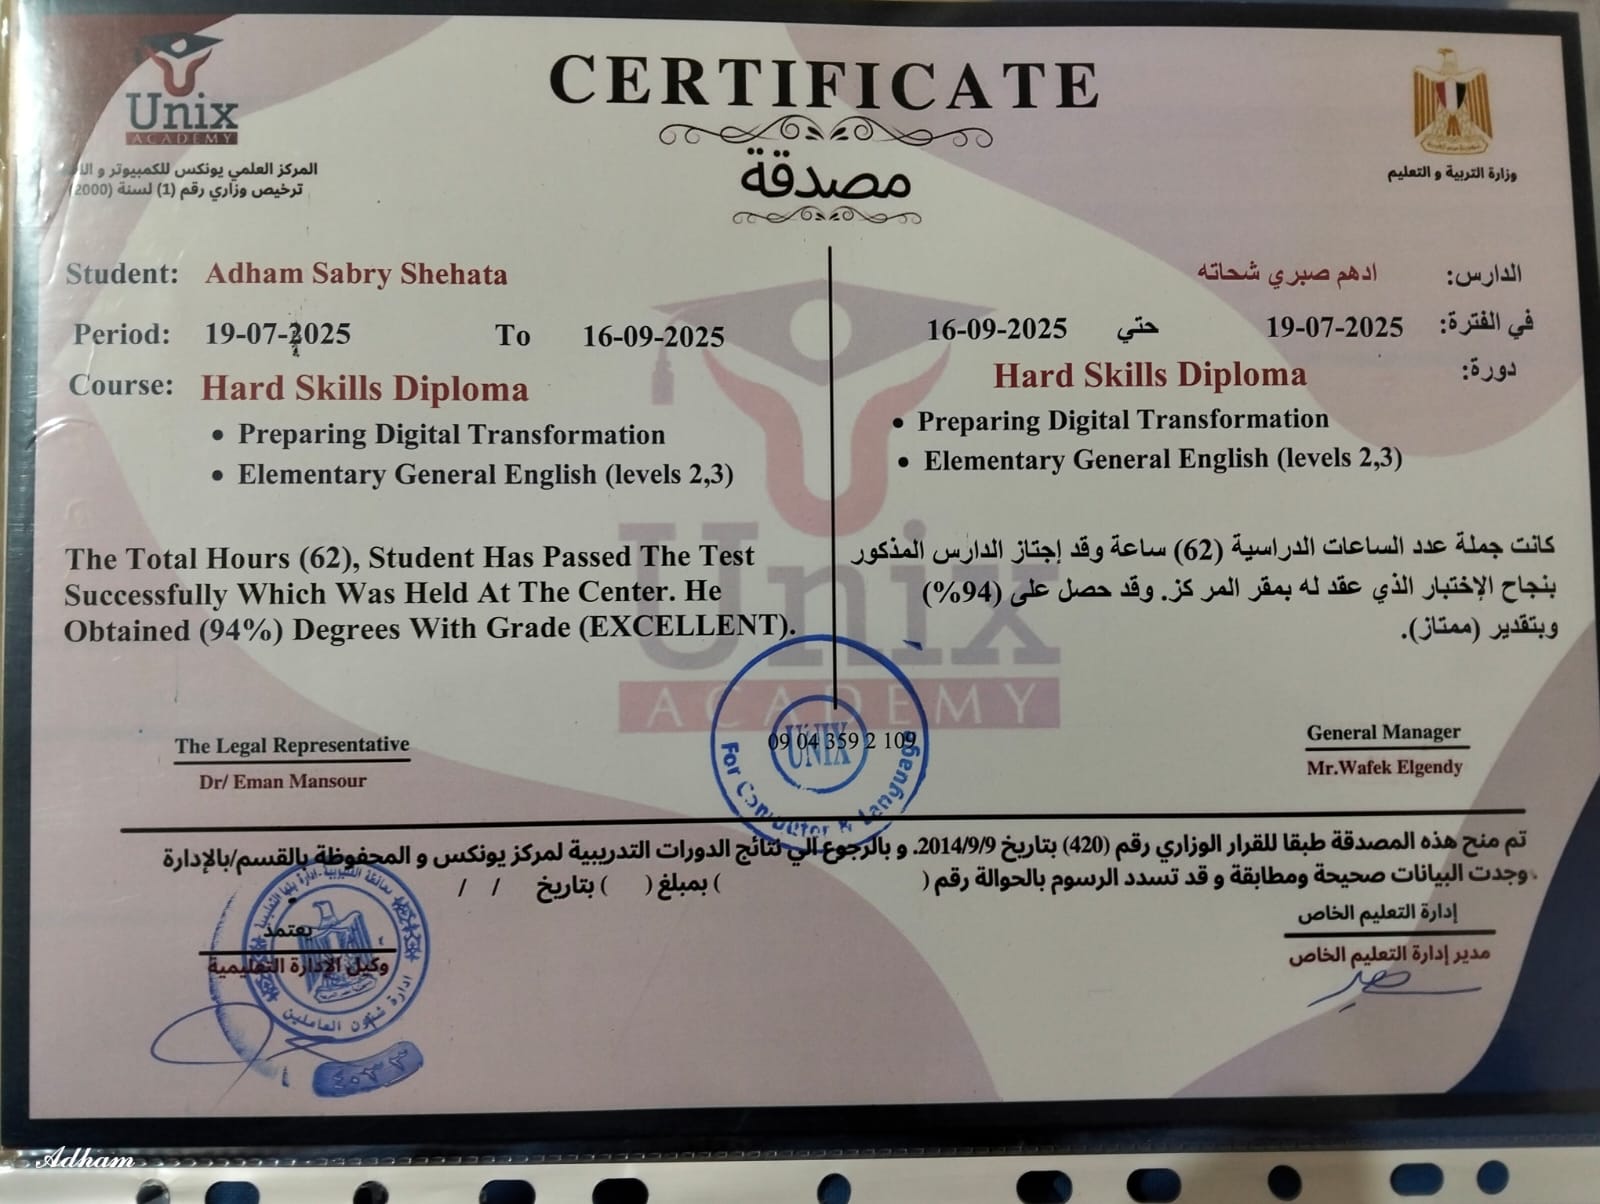 CERTIFICATE
مصدقة
Unix
ACADEMY
المركز العلمي يونكس للكمبيوتر و
ترخيص وزاري رقم (1) لسنة (2000)
وزارة التربية و التعليم
Student: Adham Sabry Shehata
Period: 19-07-2025 To 16-09-2025
Course: Hard Skills Diploma
• Preparing Digital Transformation
• Elementary General English (levels 2,3)
The Total Hours (62), Student Has Passed The Test
Successfully Which Was Held At The Center. He
Obtained (94%) Degrees With Grade (EXCELLENT).
الدارس: ادهم صبري شحاته
في الفترة: 19-07-2025 حتي 16-09-2025
دورة: Hard Skills Diploma
• Preparing Digital Transformation
• Elementary General English (levels 2,3)
كانت جملة عدد الساعات الدراسية (62) ساعة وقد إجتاز الدارس المذكور
بنجاح الإختبار الذي عقد له بمقر المركز. وقد حصل على (94%)
وبتقدير (ممتاز).
Unix
ACADEMY
The Legal Representative
Dr/ Eman Mansour
UNIX
09 04 359 2 109
For Computer & Language
General Manager
Mr.Wafek Elgendy
تم منح هذه المصدقة طبقا للقرار الوزاري رقم (420) بتاريخ 2014/9/9. و بالرجوع الي نتائج الدورات التدريبية لمركز يونكس و المحفوظة بالقسم/بالإدارة
وجدت البيانات صحيحة ومطابقة و قد تسدد الرسوم بالحوالة رقم ( ) بمبلغ ( ) بتاريخ / /
إدارة التعليم الخاص
مدير إدارة التعليم الخاص
يعتمد
وكيل الإدارة التعليمية
إدارة شئون العاملين
Adham